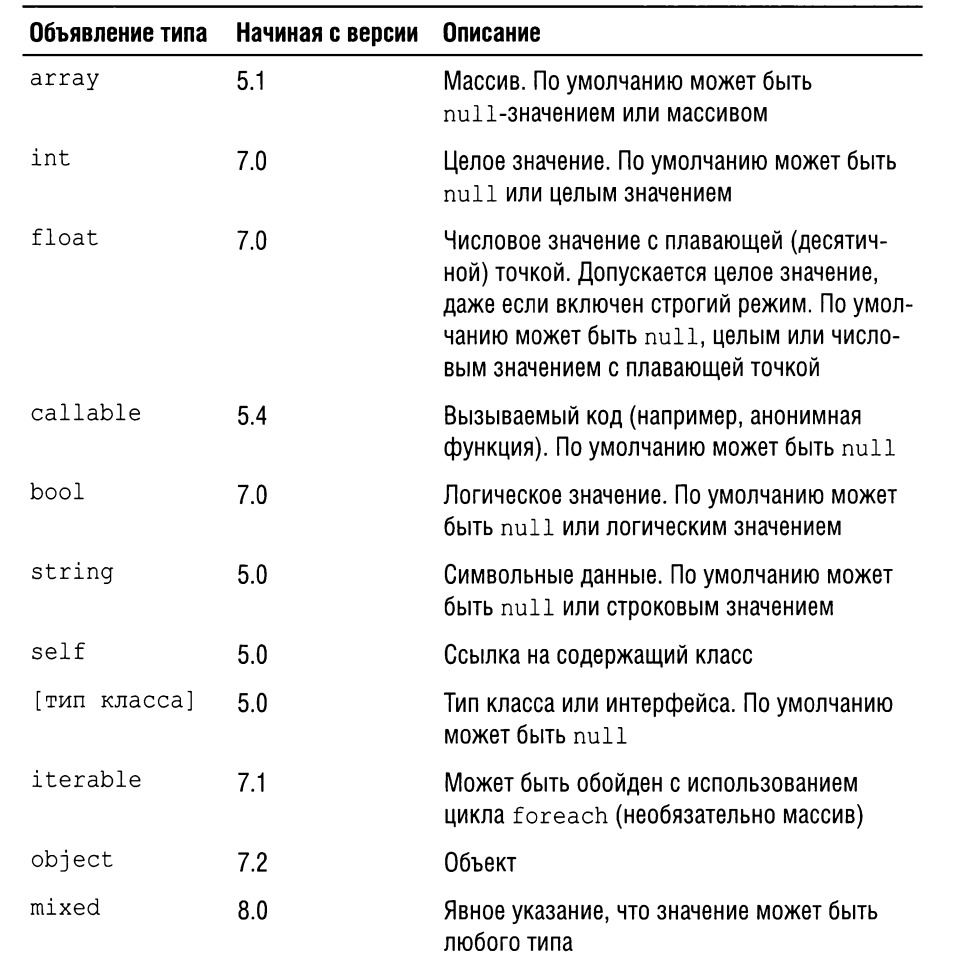 Объявление типа Начиная с версии Описание
array 5.1 Массив. По умолчанию может быть
null-значением или массивом
int 7.0 Целое значение. По умолчанию может быть
null или целым значением
float 7.0 Числовое значение с плавающей (десятич-
ной) точкой. Допускается целое значение,
даже если включен строгий режим. По умол-
чанию может быть null, целым или число-
вым значением с плавающей точкой
callable 5.4 Вызываемый код (например, анонимная
функция). По умолчанию может быть null
bool 7.0 Логическое значение. По умолчанию может
быть null или логическим значением
string 5.0 Символьные данные. По умолчанию может
быть null или строковым значением
self 5.0 Ссылка на содержащий класс
[тип класса] 5.0 Тип класса или интерфейса. По умолчанию
может быть null
iterable 7.1 Может быть обойден с использованием
цикла foreach (необязательно массив)
object 7.2 Объект
mixed 8.0 Явное указание, что значение может быть
любого типа